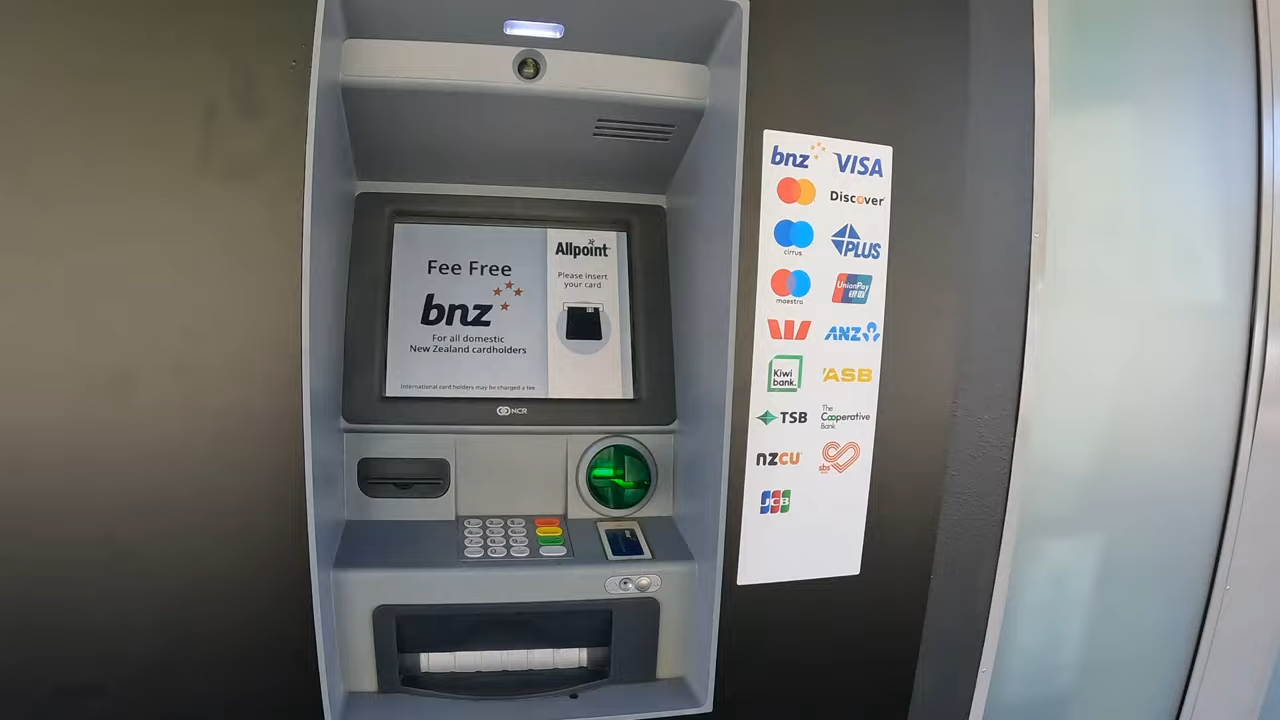 Allpoint
Please insert
your card
Fee Free
bnz
For all domestic
New Zealand cardholders
International card holders may be charged a fee
NCR
bnz VISA
Discover
cirrus
PLUS
maestro
UnionPay
银联
ANZ
Kiwi
bank.
ASB
TSB
The
Cooperative
Bank
nzcu
sbs
JCB